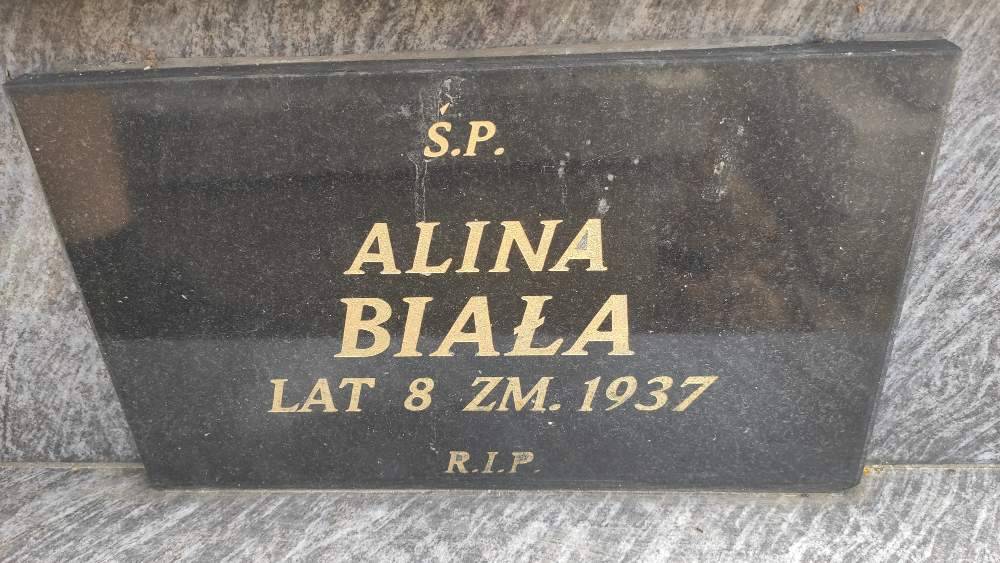 Ś.P.
ALINA
BIAŁA
LAT 8 ZM. 1937
R.I.P.